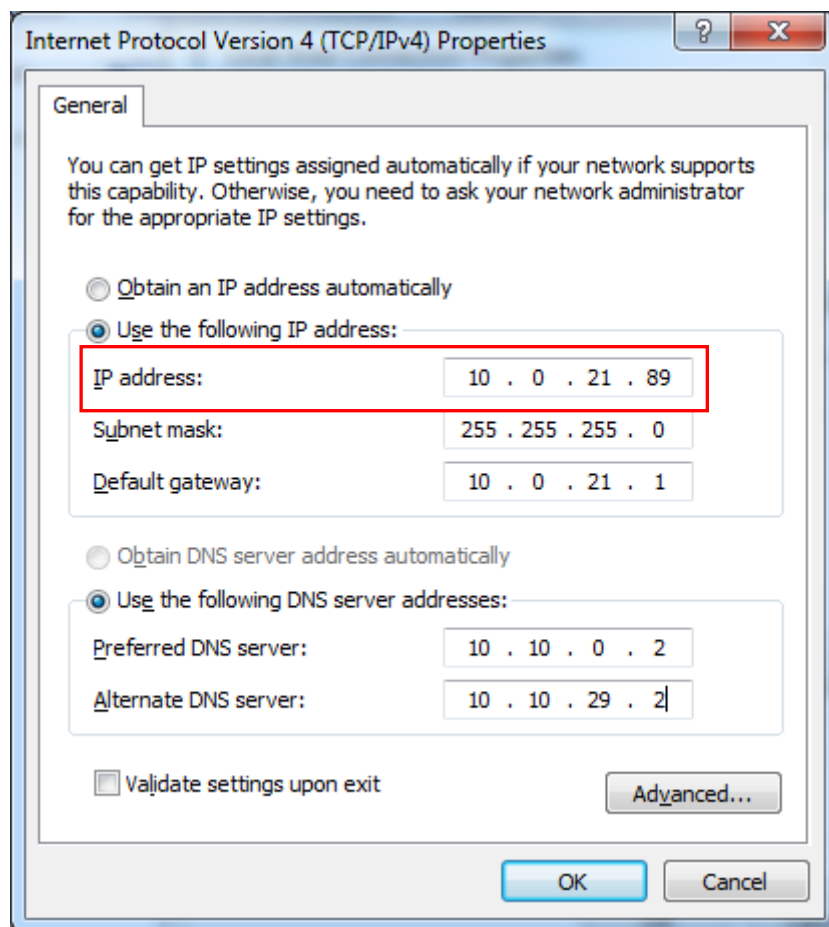 Internet Protocol Version 4 (TCP/IPv4) Properties
General
You can get IP settings assigned automatically if your network supports
this capability. Otherwise, you need to ask your network administrator
for the appropriate IP settings.
Obtain an IP address automatically
Use the following IP address:
IP address: 10 . 0 . 21 . 89
Subnet mask: 255 . 255 . 255 . 0
Default gateway: 10 . 0 . 21 . 1
Obtain DNS server address automatically
Use the following DNS server addresses:
Preferred DNS server: 10 . 10 . 0 . 2
Alternate DNS server: 10 . 10 . 29 . 2
Validate settings upon exit
Advanced...
OK Cancel